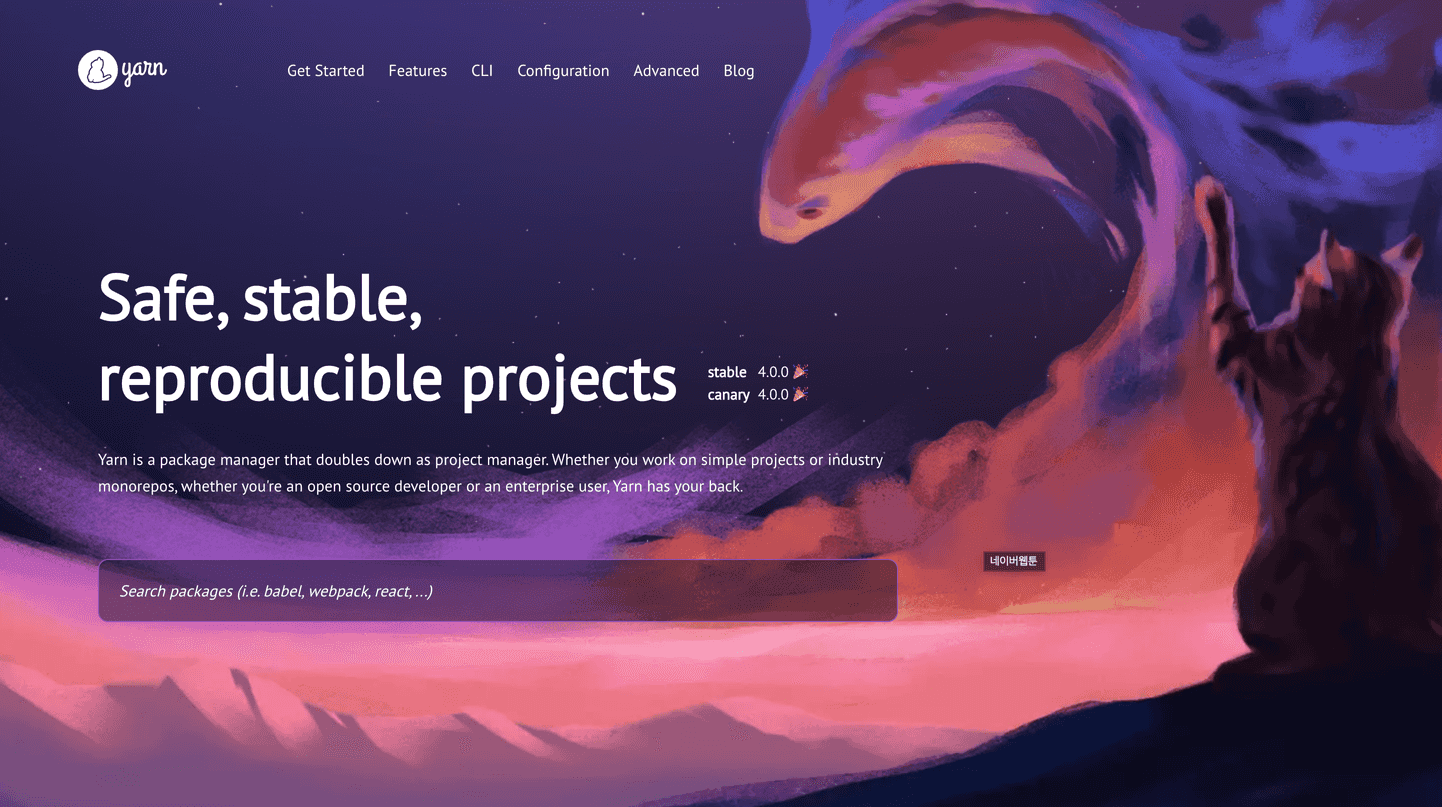 yarn
Get Started Features CLI Configuration Advanced Blog
Safe, stable,
reproducible projects
stable 4.0.0 🎉
canary 4.0.0 🎉
Yarn is a package manager that doubles down as project manager. Whether you work on simple projects or industry
monorepos, whether you're an open source developer or an enterprise user, Yarn has your back.
네이버웹툰
Search packages (i.e. babel, webpack, react, ...)